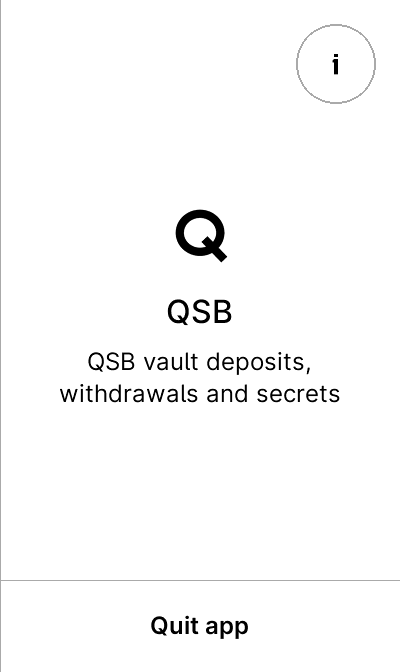 i
Q
QSB
QSB vault deposits,
withdrawals and secrets
Quit app